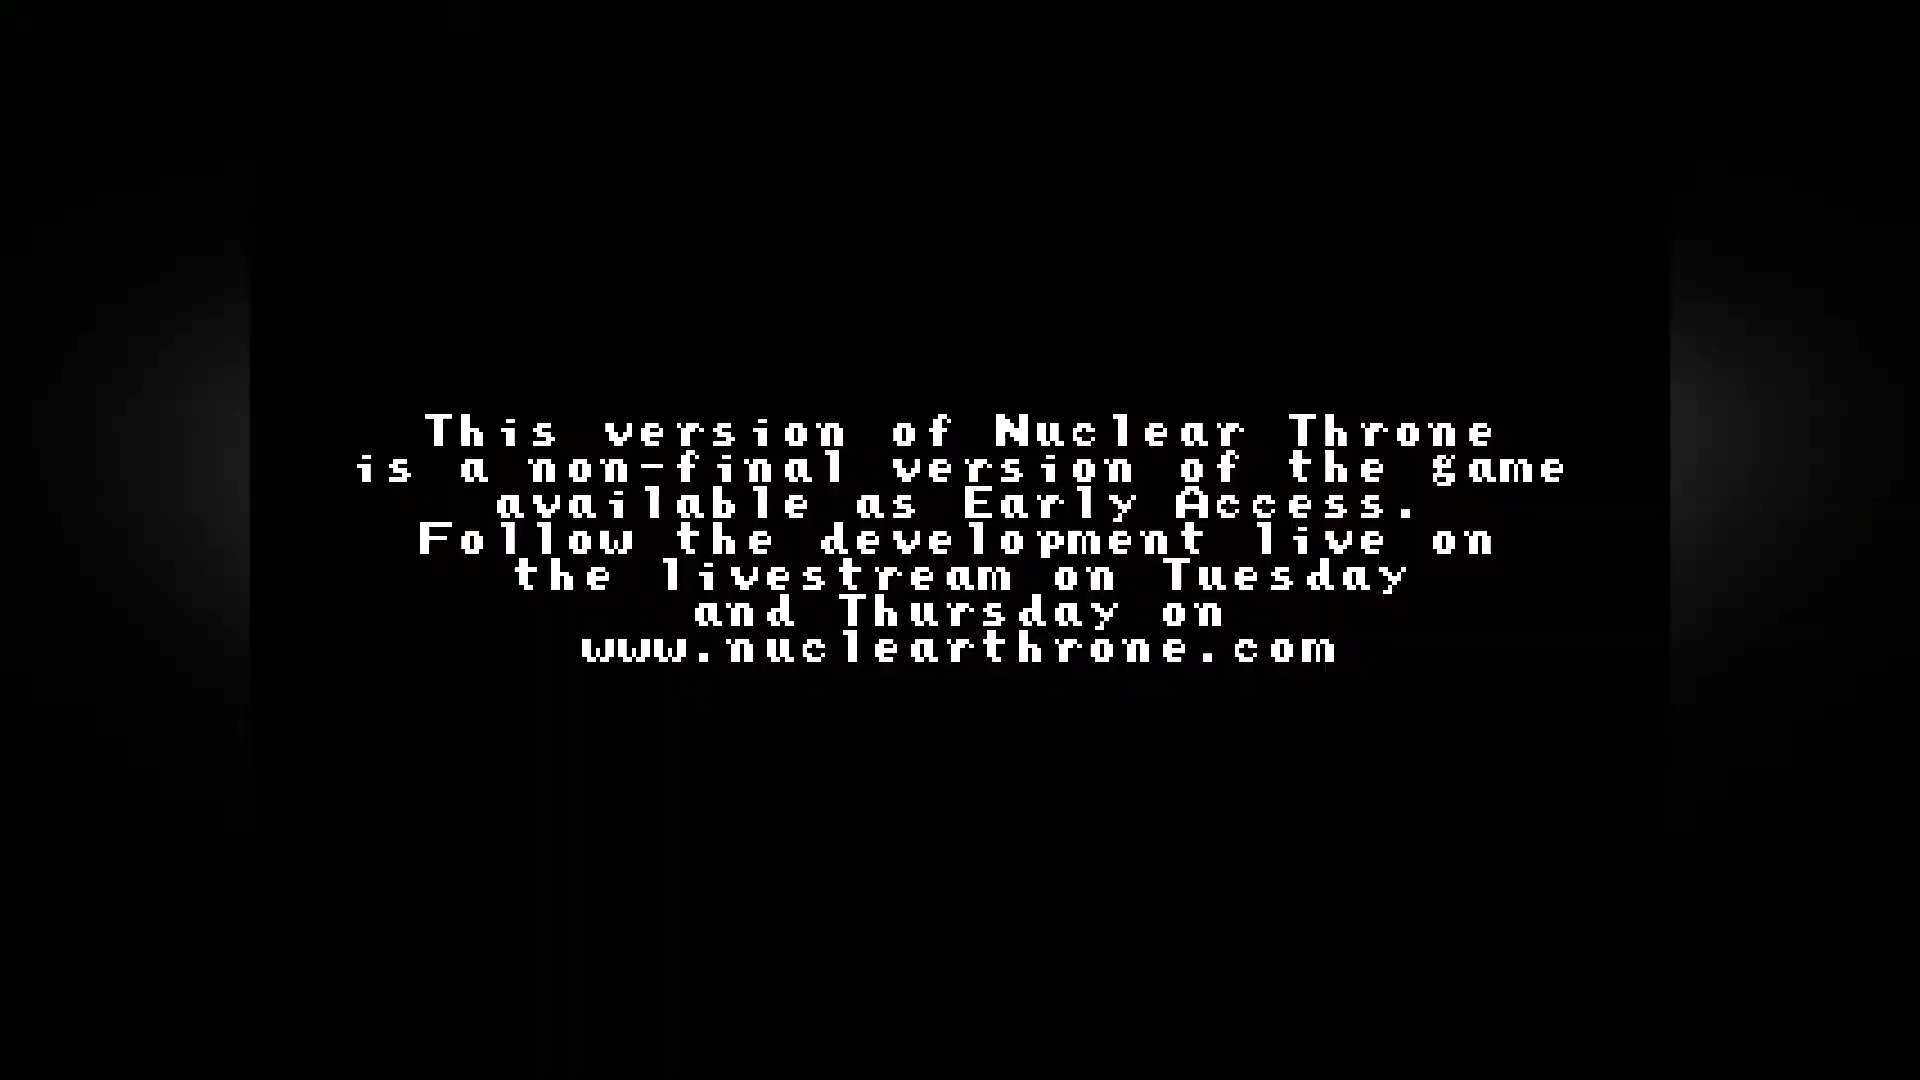 This version of Nuclear Throne
is a non-final version of the game
available as Early Access.
Follow the development live on
the livestream on Tuesday
and Thursday on
www.nuclearthrone.com